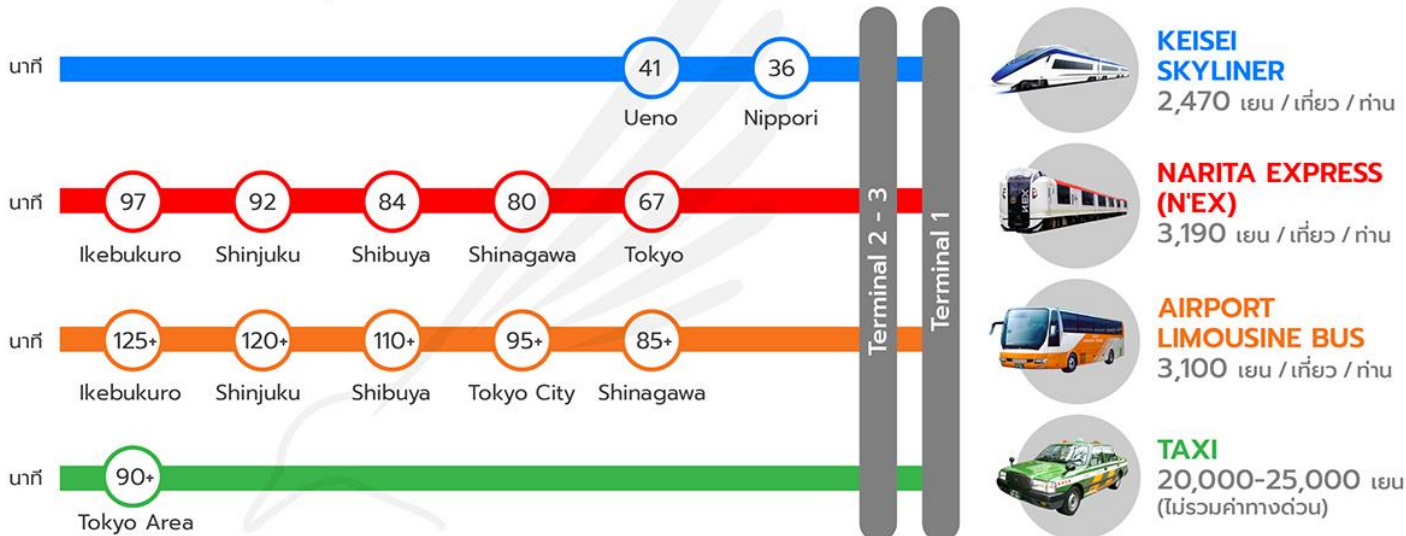 นาที
41
36
Ueno
Nippori
KEISEI
SKYLINER
2,470 เยน / เที่ยว / ท่าน
นาที
97
92
84
80
67
Ikebukuro
Shinjuku
Shibuya
Shinagawa
Tokyo
NARITA EXPRESS
(N'EX)
3,190 เยน / เที่ยว / ท่าน
Terminal 2 - 3
Terminal 1
นาที
125+
120+
110+
95+
85+
Ikebukuro
Shinjuku
Shibuya
Tokyo City
Shinagawa
AIRPORT
LIMOUSINE BUS
3,100 เยน / เที่ยว / ท่าน
นาที
90+
Tokyo Area
TAXI
20,000-25,000 เยน
(ไม่รวมค่าทางด่วน)